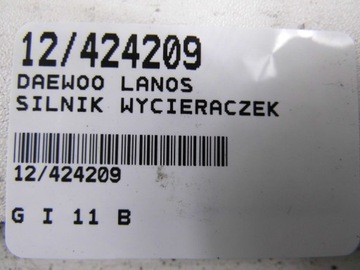 12/424209
DAEWOO LANOS
SILNIK WYCIERACZEK
12/424209
G I 11 B